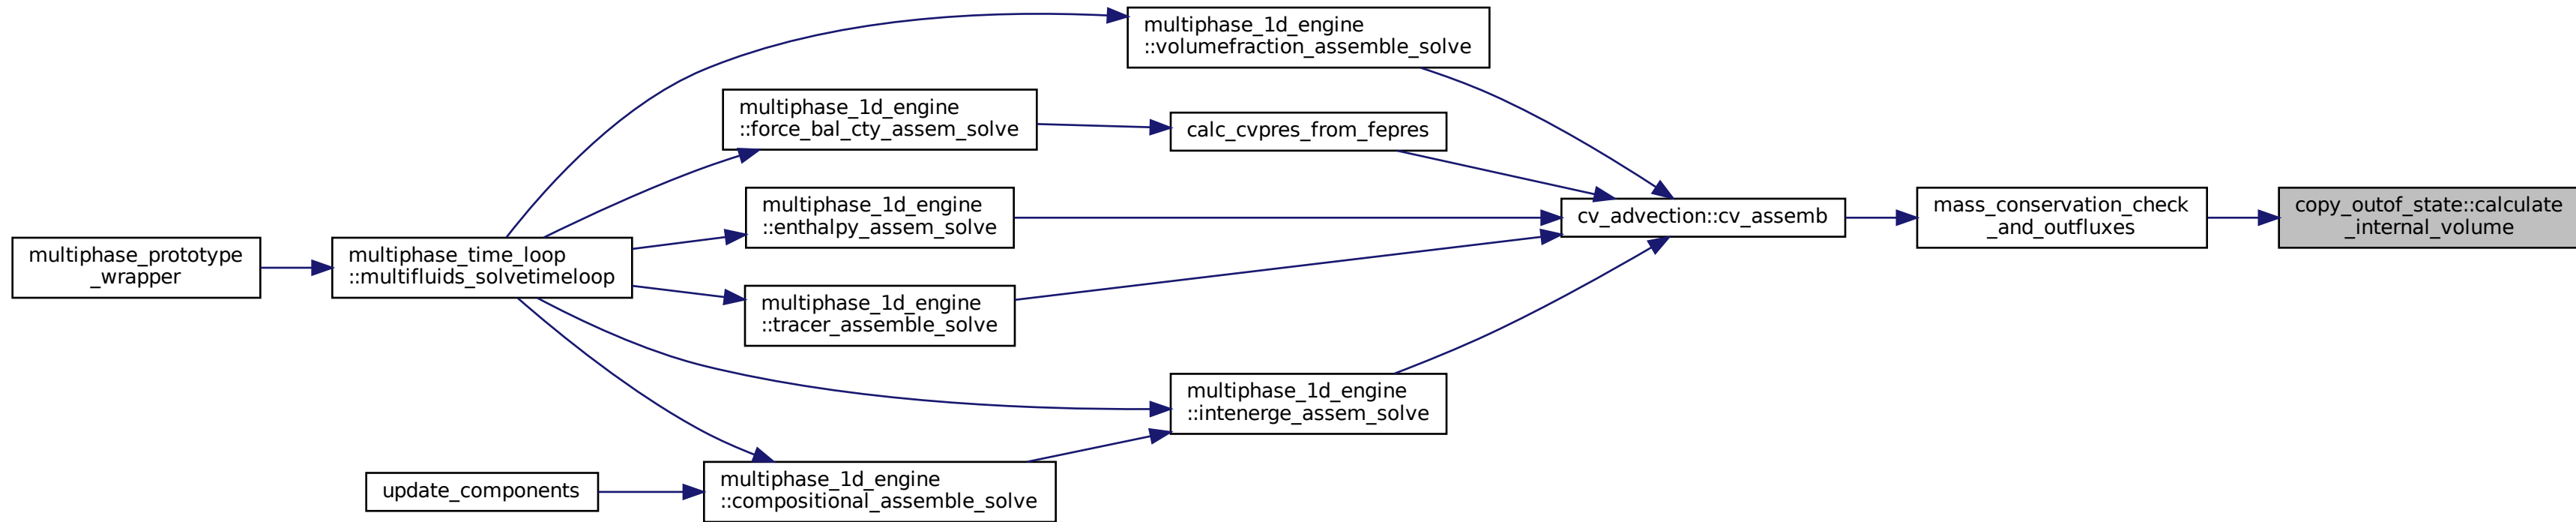 multiphase_prototype
_wrapper
multiphase_time_loop
::multifluids_solvetimeloop
update_components
multiphase_1d_engine
::volumefraction_assemble_solve
multiphase_1d_engine
::force_bal_cty_assem_solve
calc_cvpres_from_fepres
multiphase_1d_engine
::enthalpy_assem_solve
multiphase_1d_engine
::tracer_assemble_solve
multiphase_1d_engine
::intenerge_assem_solve
multiphase_1d_engine
::compositional_assemble_solve
cv_advection::cv_assemb
mass_conservation_check
_and_outfluxes
copy_outof_state::calculate
_internal_volume